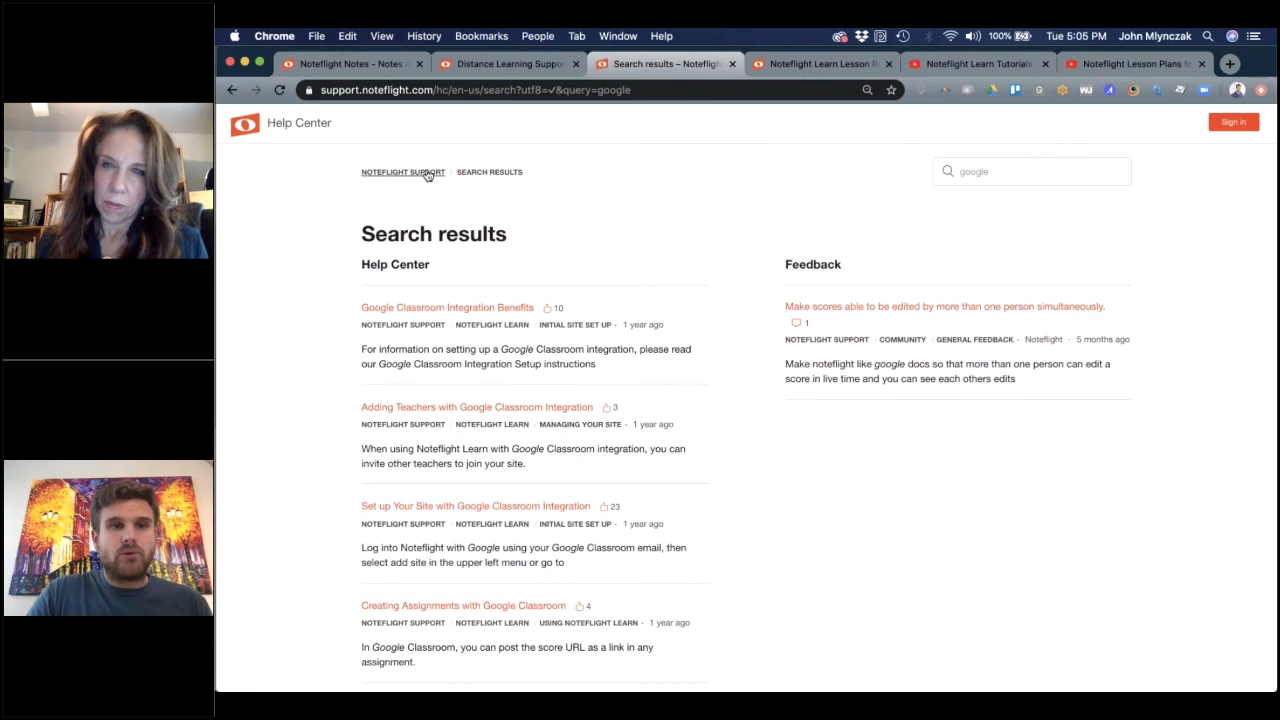 Chrome File Edit View History Bookmarks People Tab Window Help 100% Tue 5:05 PM John Mlynczak
Noteflight Notes - Notes a
Distance Learning Suppo
Search results – Noteflig
Noteflight Learn Lesson R
Noteflight Learn Tutorials
Noteflight Lesson Plans fo
support.noteflight.com/hc/en-us/search?utf8=✓&query=google
Help Center
Sign in
NOTEFLIGHT SUPPORT / SEARCH RESULTS
google
Search results
Help Center
Google Classroom Integration Benefits 10
NOTEFLIGHT SUPPORT / NOTEFLIGHT LEARN / INITIAL SITE SET UP · 1 year ago
For information on setting up a Google Classroom integration, please read
our Google Classroom Integration Setup instructions
Adding Teachers with Google Classroom Integration 3
NOTEFLIGHT SUPPORT / NOTEFLIGHT LEARN / MANAGING YOUR SITE · 1 year ago
When using Noteflight Learn with Google Classroom integration, you can
invite other teachers to join your site.
Set up Your Site with Google Classroom Integration 23
NOTEFLIGHT SUPPORT / NOTEFLIGHT LEARN / INITIAL SITE SET UP · 1 year ago
Log into Noteflight with Google using your Google Classroom email, then
select add site in the upper left menu or go to
Creating Assignments with Google Classroom 4
NOTEFLIGHT SUPPORT / NOTEFLIGHT LEARN / USING NOTEFLIGHT LEARN · 1 year ago
In Google Classroom, you can post the score URL as a link in any
assignment.
Feedback
Make scores able to be edited by more than one person simultaneously.
1
NOTEFLIGHT SUPPORT / COMMUNITY / GENERAL FEEDBACK · Noteflight · 5 months ago
Make noteflight like google docs so that more than one person can edit a
score in live time and you can see each others edits